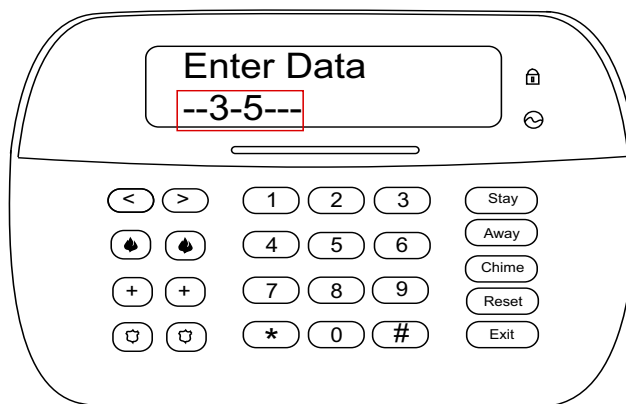 Enter Data
--3-5---
< > 1 2 3 Stay
4 5 6 Away
Chime
+ + 7 8 9
Reset
* 0 # Exit